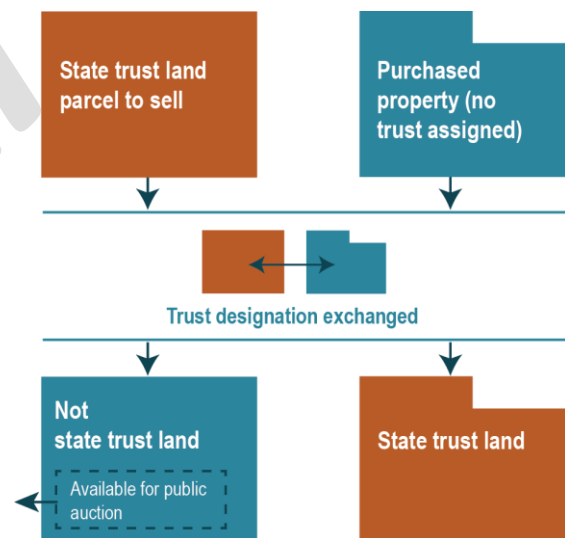 State trust land
parcel to sell
Purchased
property (no
trust assigned)
Trust designation exchanged
Not
state trust land
Available for public
auction
State trust land